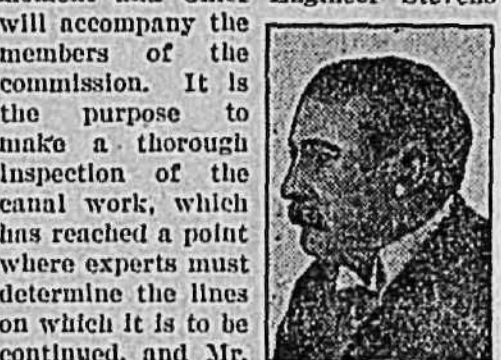 Engineer Stevens
will accompany the
members of the
commission. It is
the purpose to
make a thorough
inspection of the
canal work, which
has reached a point
where experts must
determine the lines
on which it is to be
continued, and Mr.